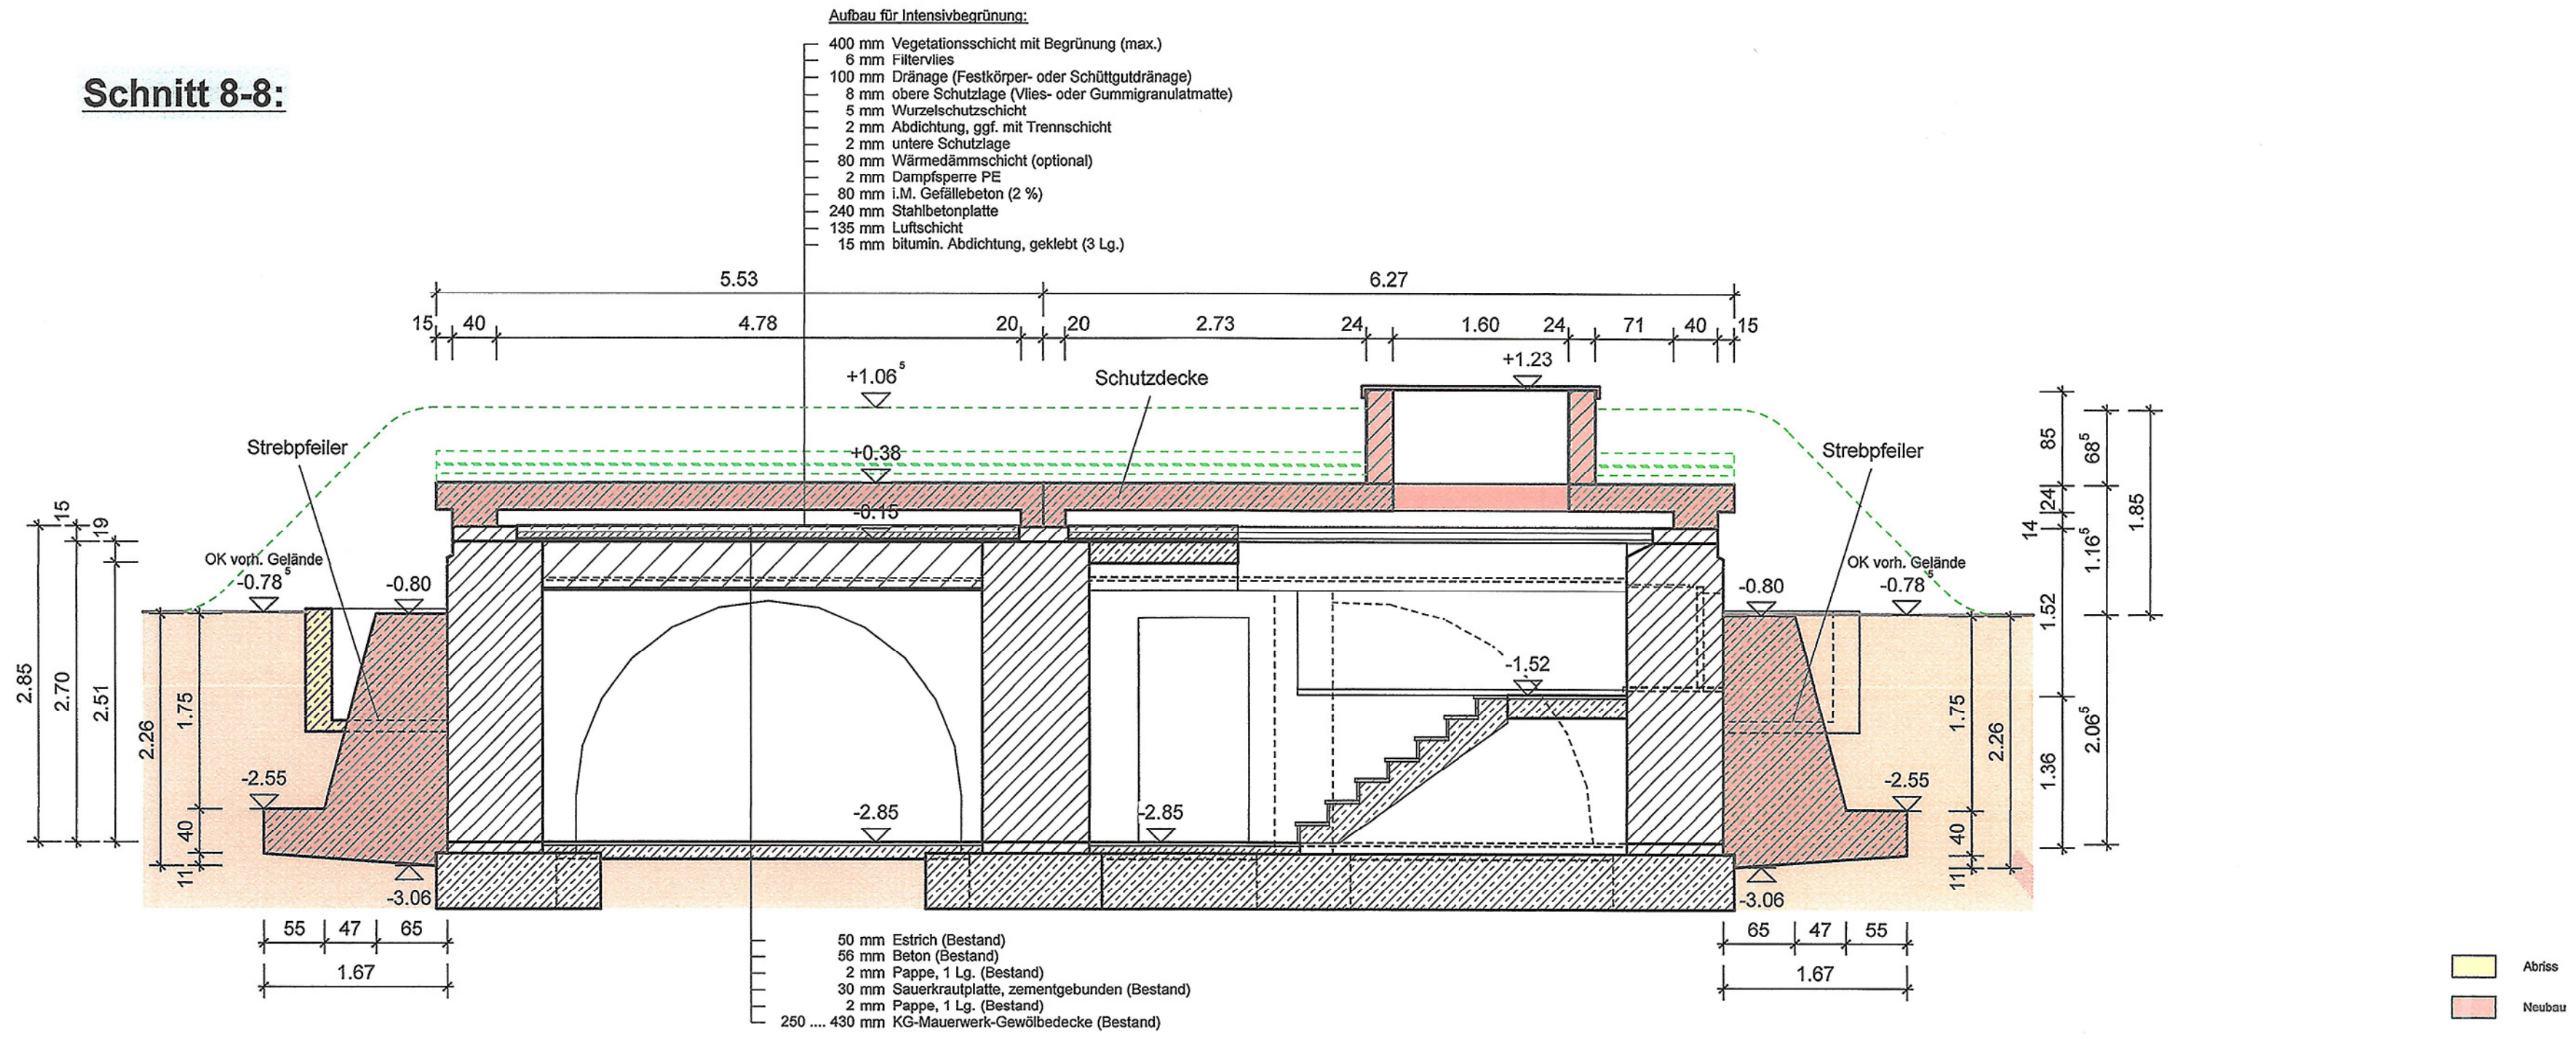 Aufbau für Intensivbegrünung:
400 mm Vegetationsschicht mit Begrünung (max.)
6 mm Filtervlies
100 mm Dränage (Festkörper- oder Schüttgutdränage)
8 mm obere Schutzlage (Vlies- oder Gummigranulatmatte)
5 mm Wurzelschutzschicht
2 mm Abdichtung, ggf. mit Trennschicht
2 mm untere Schutzlage
80 mm Wärmedämmschicht (optional)
2 mm Dampfsperre PE
80 mm i.M. Gefällebeton (2 %)
240 mm Stahlbetonplatte
135 mm Luftschicht
15 mm bitumin. Abdichtung, geklebt (3 Lg.)
Schnitt 8-8:
5.53 6.27
15 40 4.78 20 20 2.73 24 1.60 24 71 40 15
+1.23
+1.06⁵
Schutzdecke
Strebpfeiler
+0.38
Strebpfeiler
-0.15
OK vorh. Gelände
-0.78⁵
-0.80
-0.80
OK vorh. Gelände
-0.78⁵
-1.52
-2.55
-2.85
-2.85
-2.55
-3.06
-3.06
2.85
15
2.70
19
2.51
2.26
1.75
40
11
1.75
40
11
2.26
85
24
14
1.52
1.36
68⁵
1.16⁵
2.06⁵
1.85
55 47 65
1.67
65 47 55
1.67
50 mm Estrich (Bestand)
56 mm Beton (Bestand)
2 mm Pappe, 1 Lg. (Bestand)
30 mm Sauerkrautplatte, zementgebunden (Bestand)
2 mm Pappe, 1 Lg. (Bestand)
250 .... 430 mm KG-Mauerwerk-Gewölbedecke (Bestand)
Abriss
Neubau